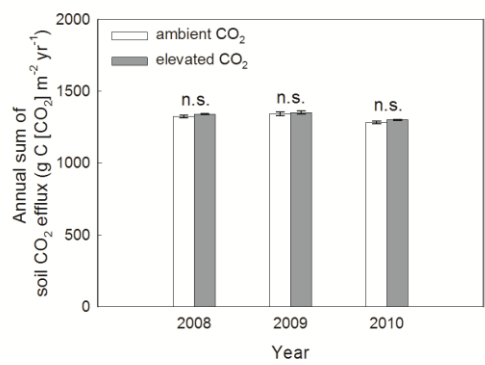 2000
ambient CO2
elevated CO2
1500
n.s.
n.s.
n.s.
1000
500
0
Annual sum of
soil CO2 efflux (g C [CO2] m-2 yr-1)
2008
2009
2010
Year